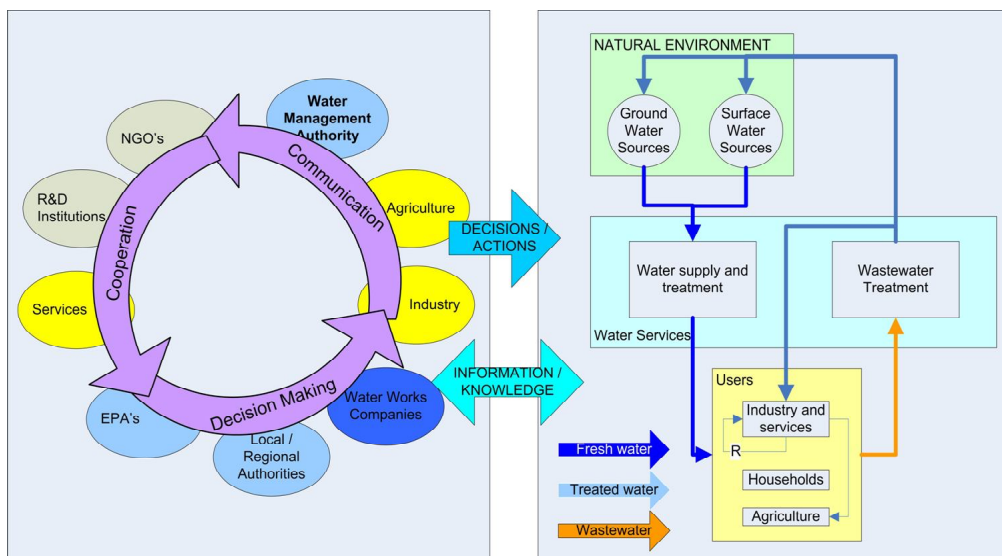 Water
Management
Authority
NGO's
Communication
R&D
Institutions
Agriculture
Cooperation
Services
Industry
Decision Making
EPA's
Water Works
Companies
Local /
Regional
Authorities
DECISIONS /
ACTIONS
INFORMATION /
KNOWLEDGE
NATURAL ENVIRONMENT
Ground
Water
Sources
Surface
Water
Sources
Water supply and
treatment
Wastewater
Treatment
Water Services
Users
Industry and
services
R
Households
Agriculture
Fresh water
Treated water
Wastewater